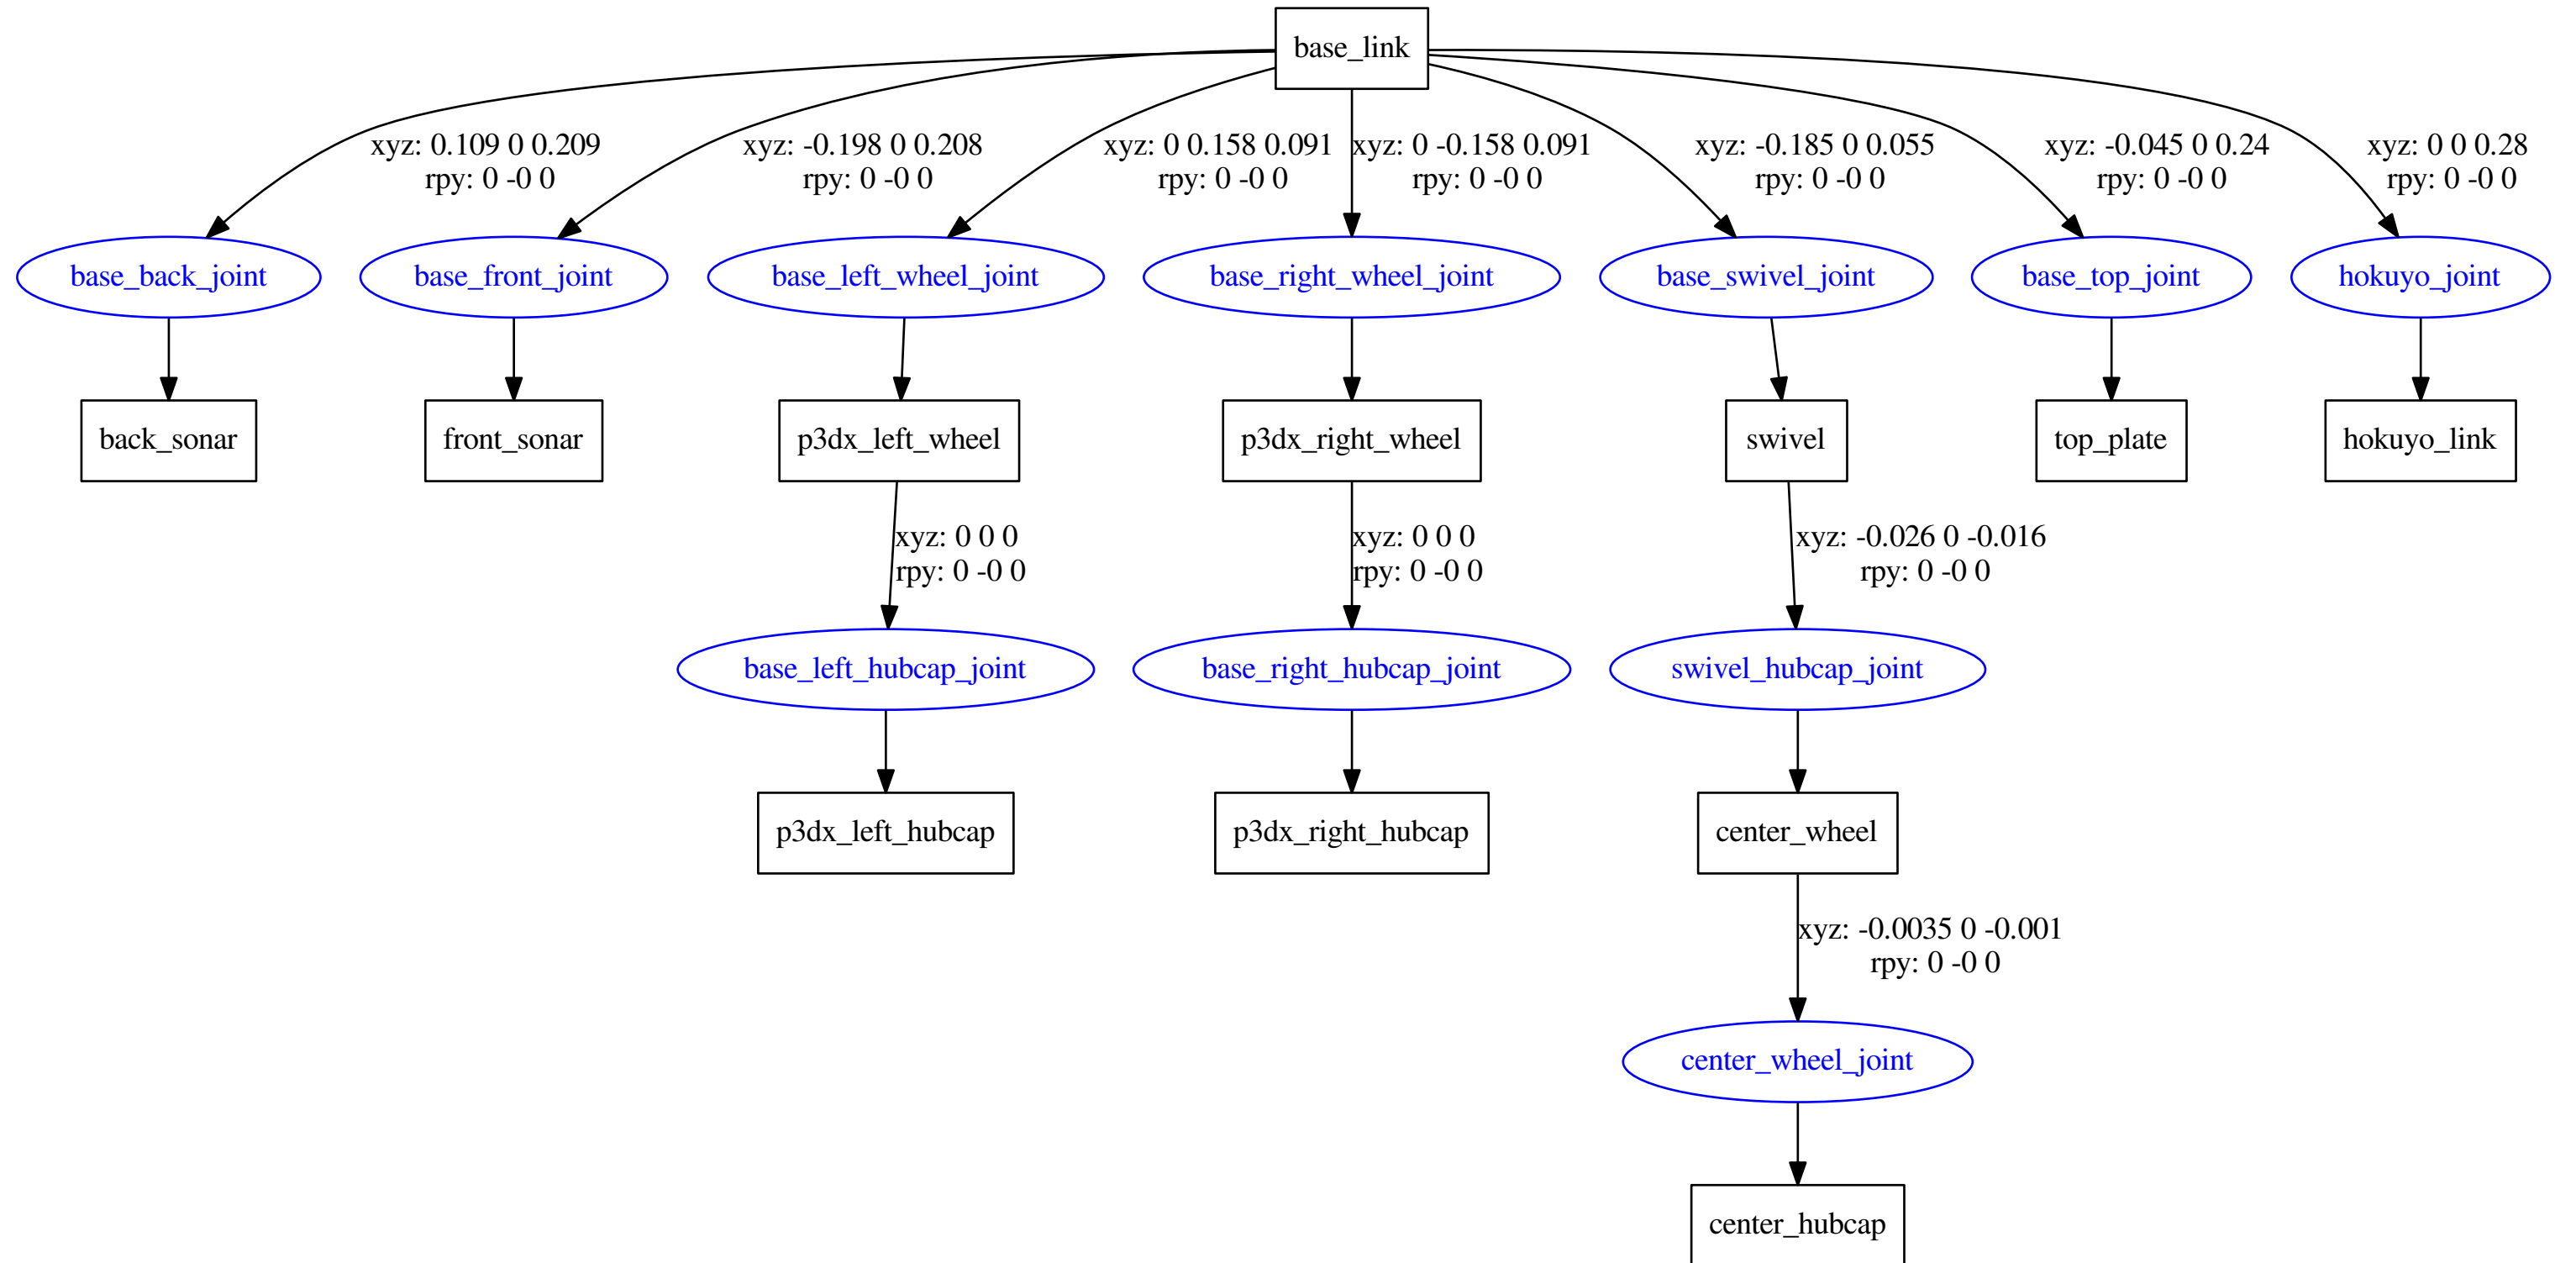 base_link
xyz: 0.109 0 0.209
rpy: 0 -0 0
xyz: -0.198 0 0.208
rpy: 0 -0 0
xyz: 0 0.158 0.091
rpy: 0 -0 0
xyz: 0 -0.158 0.091
rpy: 0 -0 0
xyz: -0.185 0 0.055
rpy: 0 -0 0
xyz: -0.045 0 0.24
rpy: 0 -0 0
xyz: 0 0 0.28
rpy: 0 -0 0
base_back_joint
base_front_joint
base_left_wheel_joint
base_right_wheel_joint
base_swivel_joint
base_top_joint
hokuyo_joint
back_sonar
front_sonar
p3dx_left_wheel
p3dx_right_wheel
swivel
top_plate
hokuyo_link
xyz: 0 0 0
rpy: 0 -0 0
xyz: 0 0 0
rpy: 0 -0 0
xyz: -0.026 0 -0.016
rpy: 0 -0 0
base_left_hubcap_joint
base_right_hubcap_joint
swivel_hubcap_joint
p3dx_left_hubcap
p3dx_right_hubcap
center_wheel
xyz: -0.0035 0 -0.001
rpy: 0 -0 0
center_wheel_joint
center_hubcap